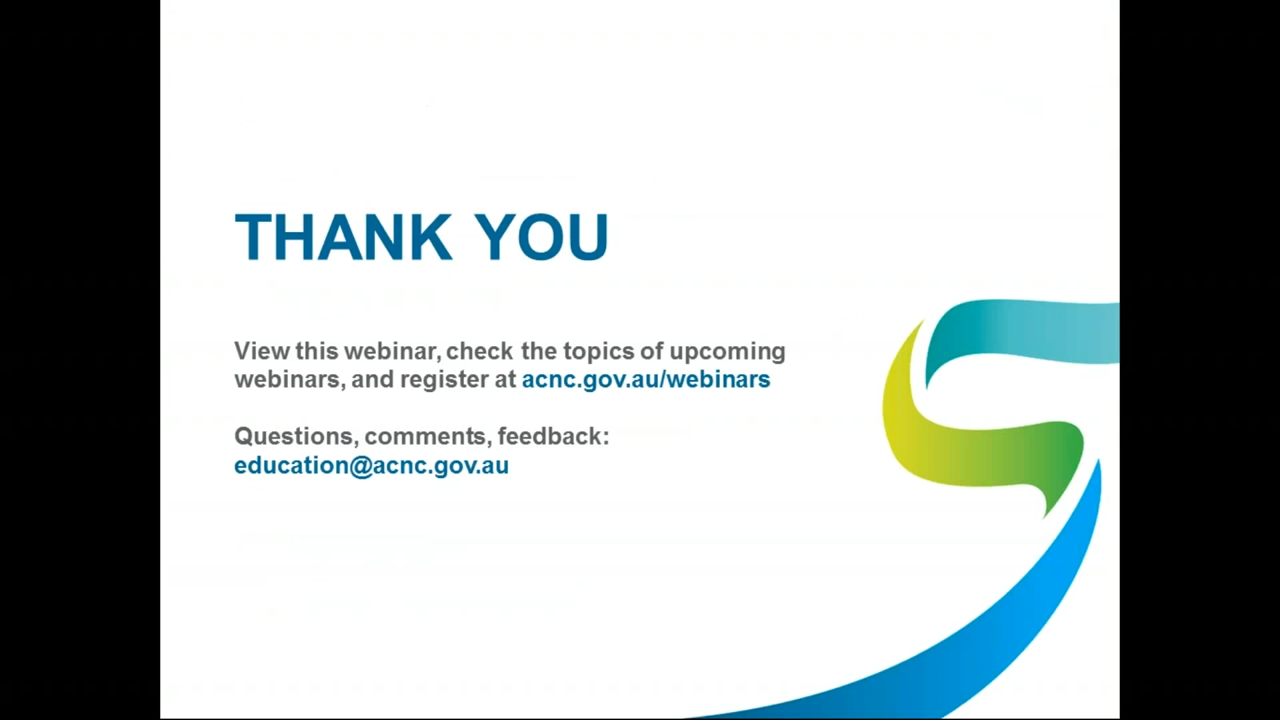 THANK YOU
View this webinar, check the topics of upcoming
webinars, and register at acnc.gov.au/webinars
Questions, comments, feedback:
education@acnc.gov.au